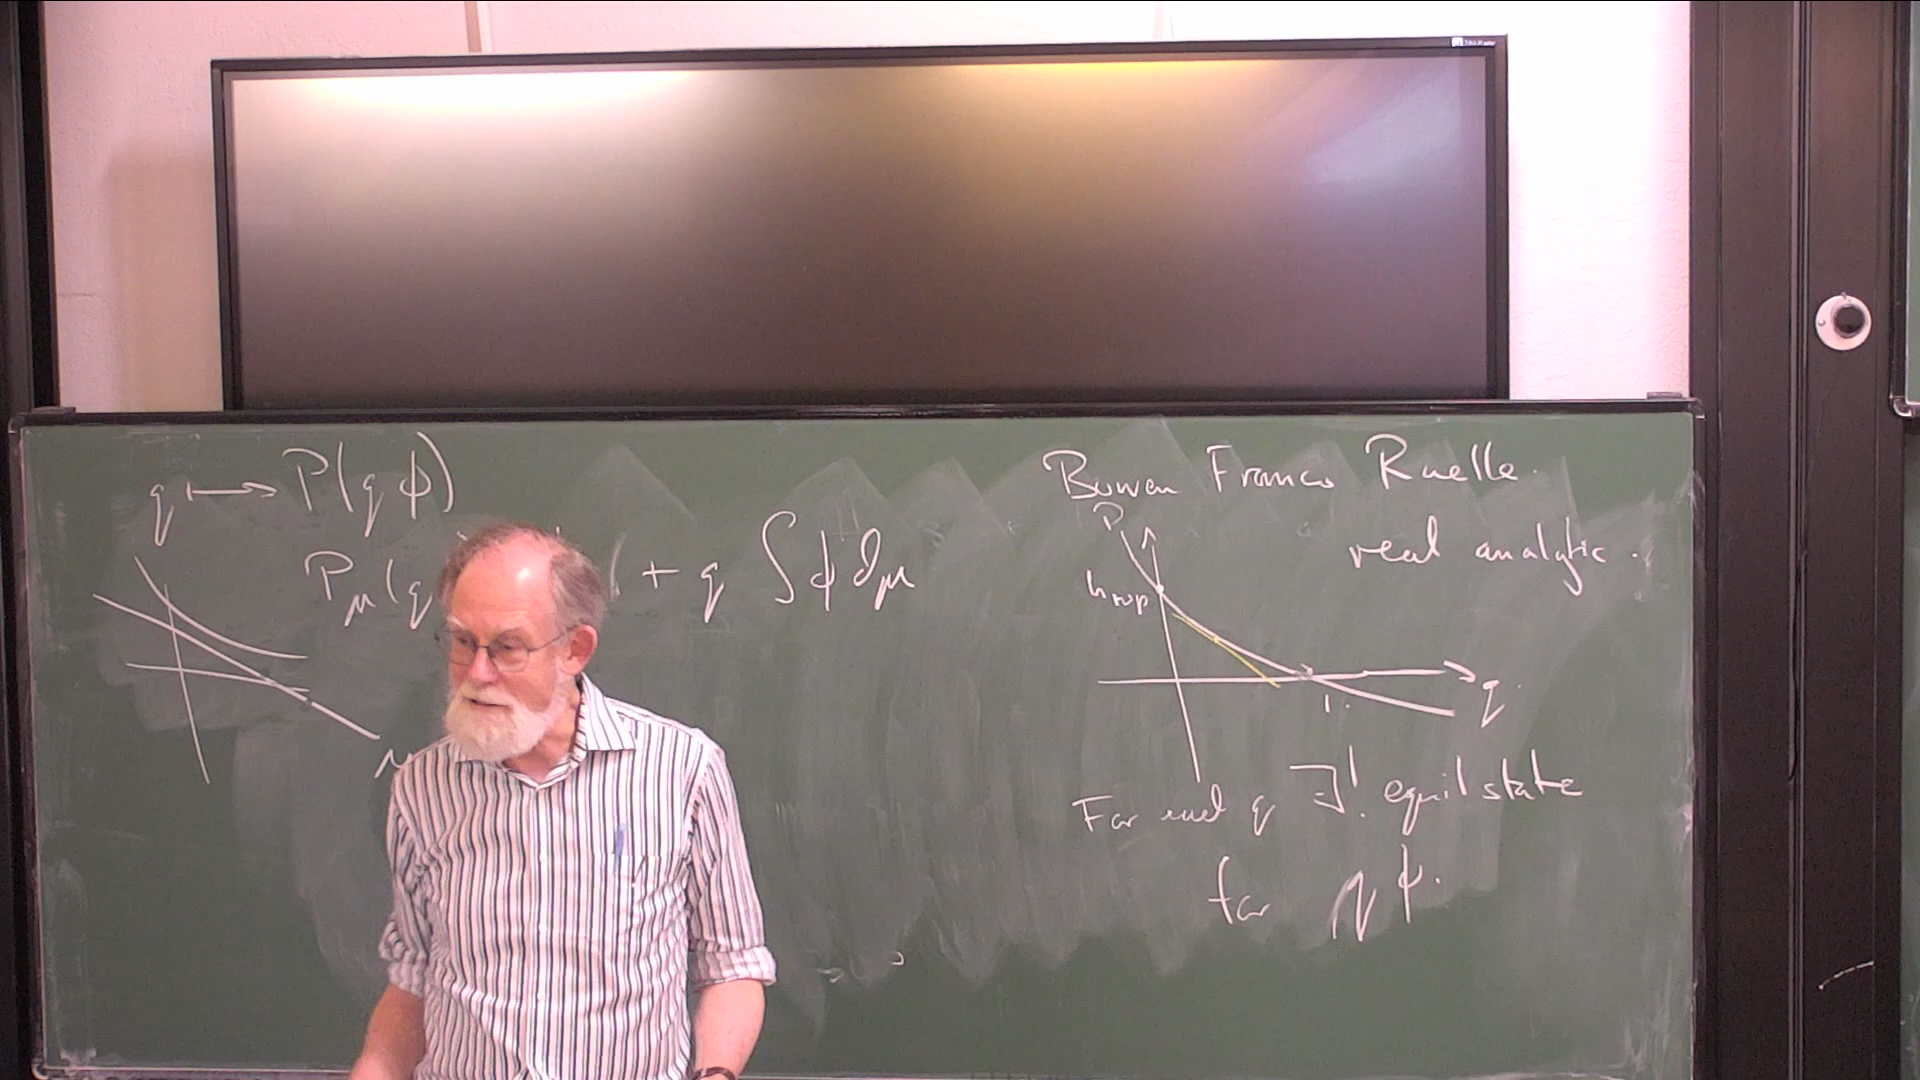 q ⟼ P(q ϕ)
P_μ(q + q ∫ϕ dμ
μ
Bowen Franco Ruelle.
real analytic.
P
h_top
q
1.
For real q ∃! equil state
for q ϕ.